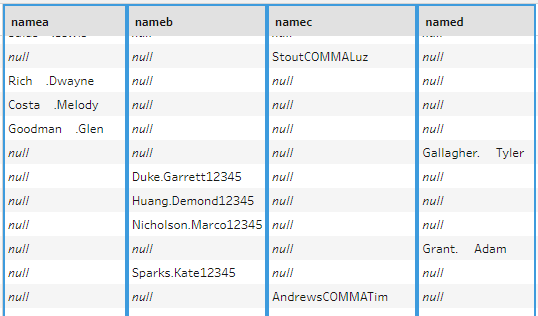 namea nameb namec named
null null StoutCOMMALuz null
Rich    .Dwayne null null null
Costa    .Melody null null null
Goodman    .Glen null null null
null null null Gallagher.    Tyler
null Duke.Garrett12345 null null
null Huang.Demond12345 null null
null Nicholson.Marco12345 null null
null null null Grant.    Adam
null Sparks.Kate12345 null null
null null AndrewsCOMMATim null